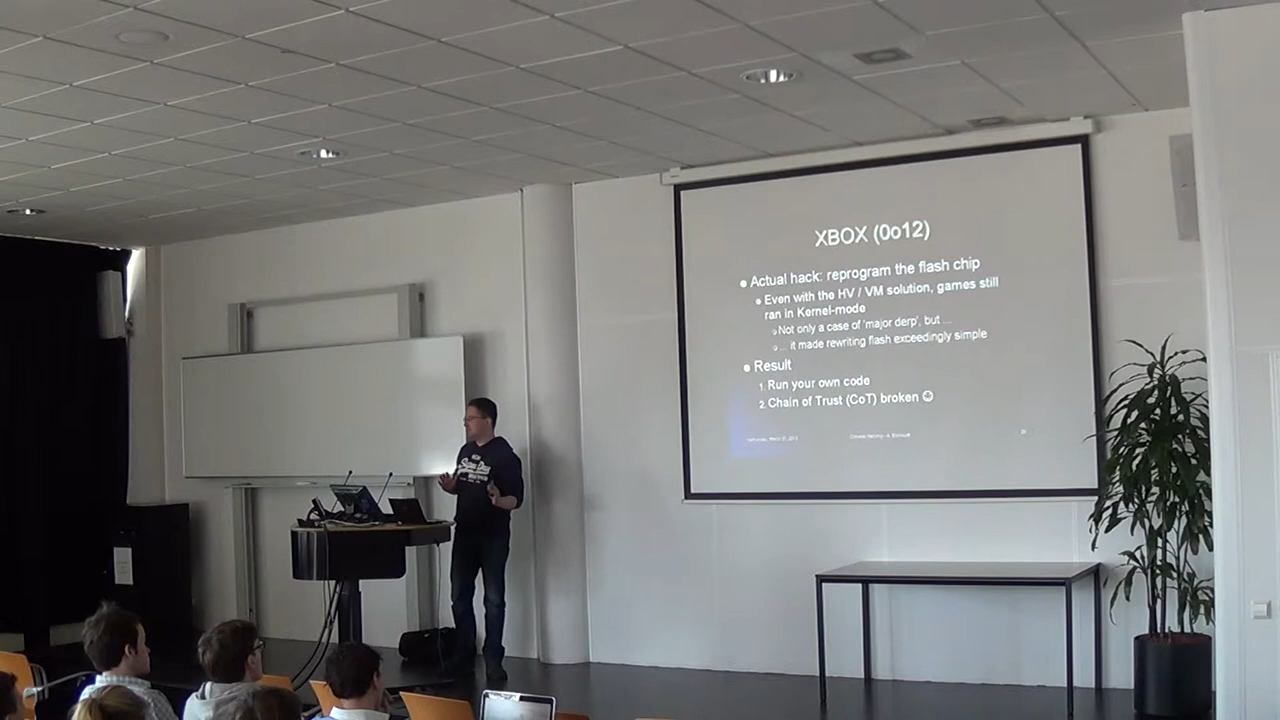 XBOX (0o12)
Actual hack: reprogram the flash chip
Even with the HV / VM solution, games still
ran in Kernel-mode
Not only a case of 'major derp', but ...
... it made rewriting flash exceedingly simple
Result
1. Run your own code
2. Chain of Trust (CoT) broken ☺